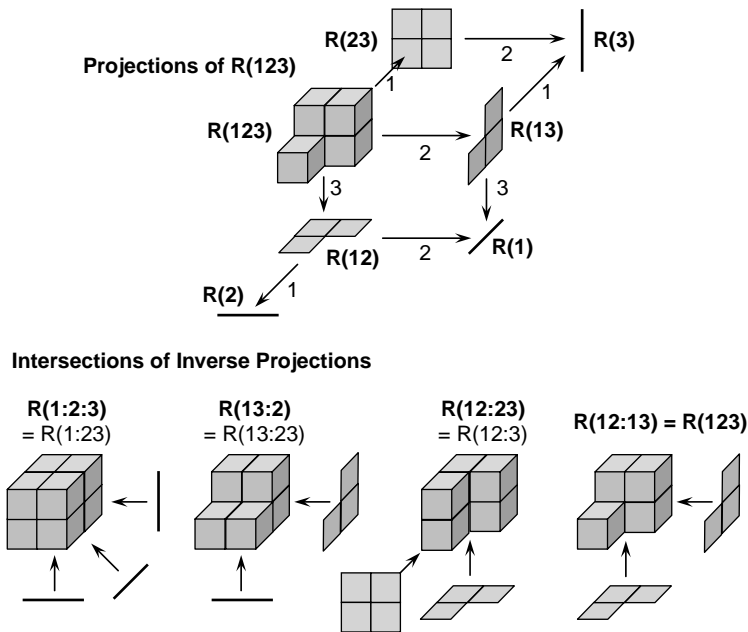 R(23)
2
R(3)
Projections of R(123)
1
1
R(123)
2
R(13)
3
3
R(12)
2
R(1)
R(2)
1
Intersections of Inverse Projections
R(1:2:3)
= R(1:23)
R(13:2)
= R(13:23)
R(12:23)
= R(12:3)
R(12:13) = R(123)